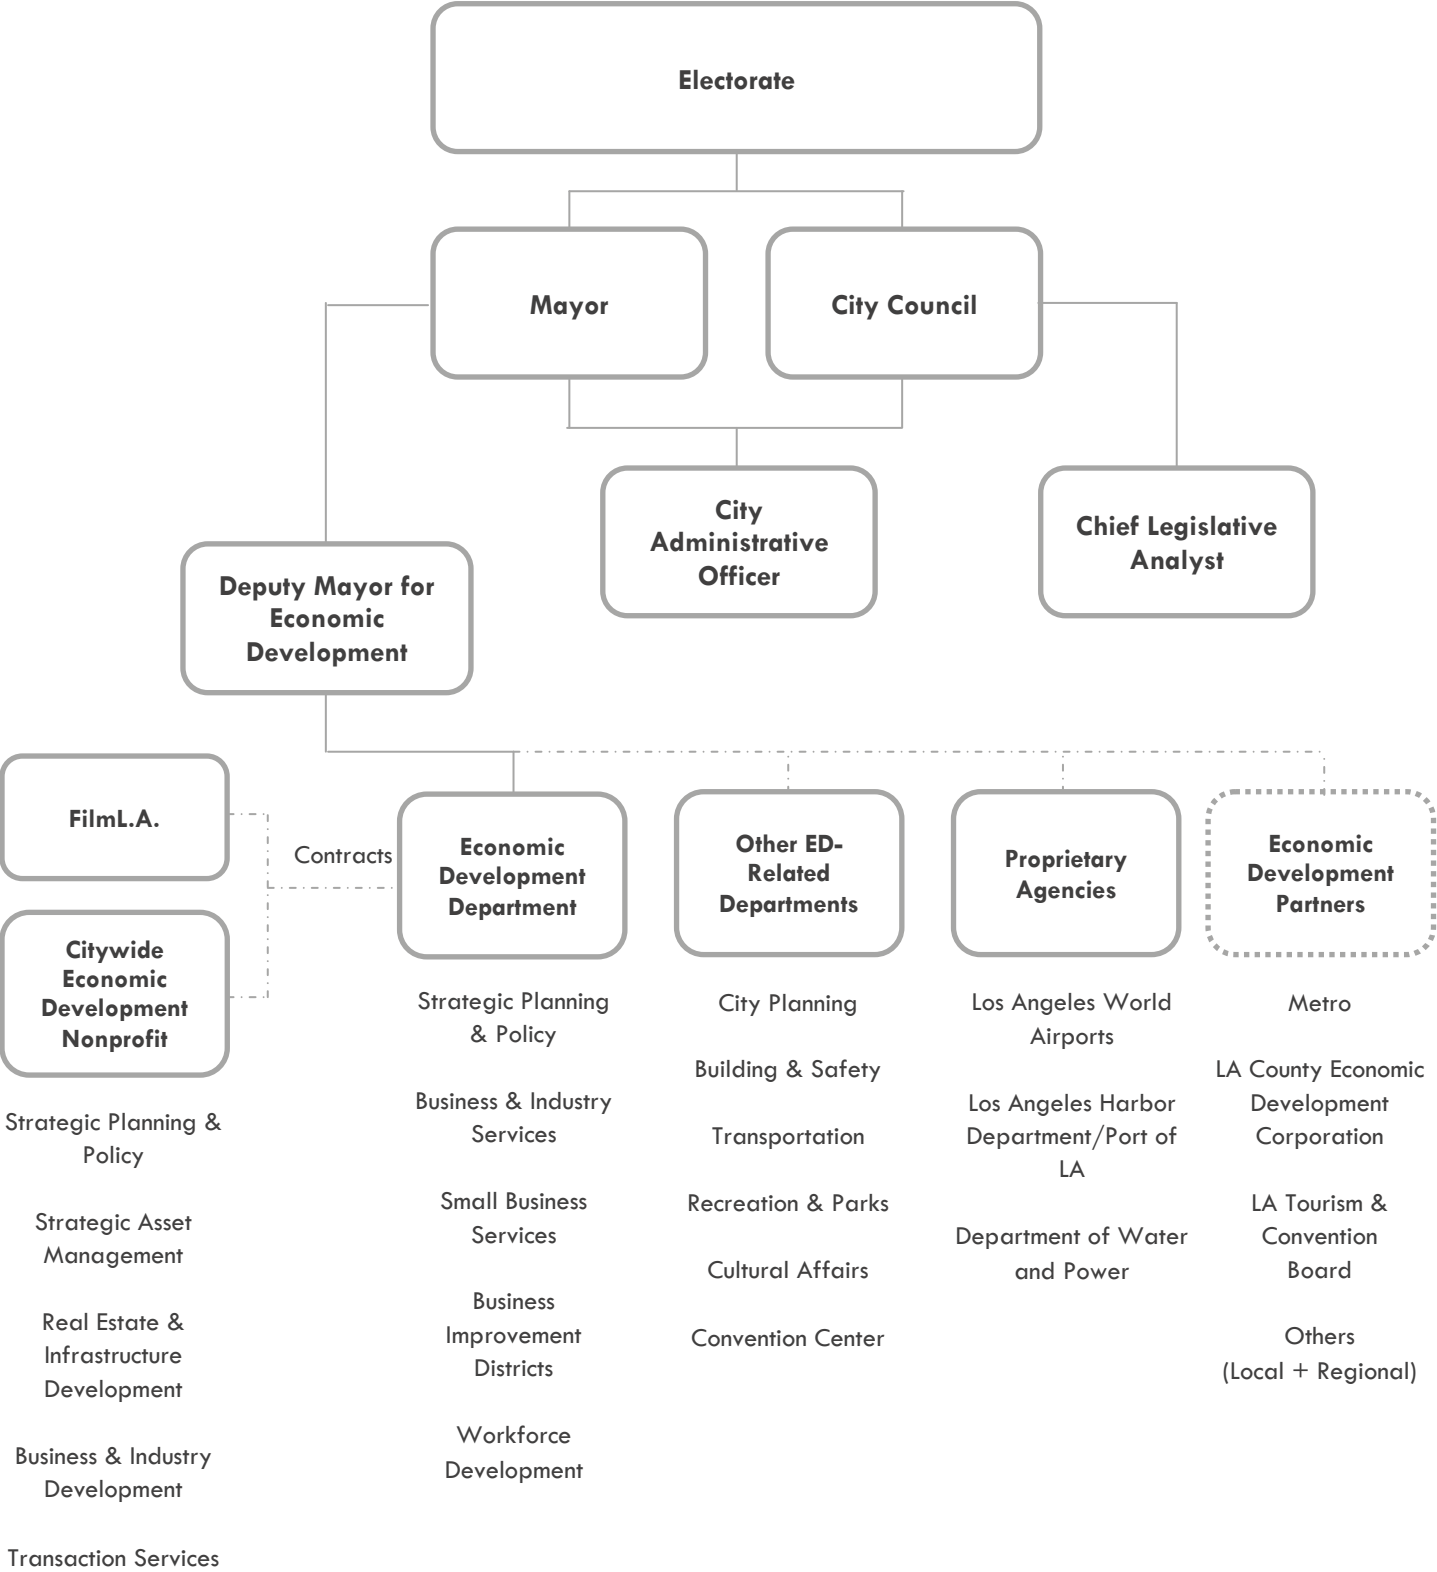 Electorate
Mayor
City Council
City
Administrative
Officer
Chief Legislative
Analyst
Deputy Mayor for
Economic
Development
FilmL.A.
Contracts
Citywide
Economic
Development
Nonprofit
Strategic Planning &
Policy
Strategic Asset
Management
Real Estate &
Infrastructure
Development
Business & Industry
Development
Transaction Services
Economic
Development
Department
Strategic Planning
& Policy
Business & Industry
Services
Small Business
Services
Business
Improvement
Districts
Workforce
Development
Other ED-
Related
Departments
City Planning
Building & Safety
Transportation
Recreation & Parks
Cultural Affairs
Convention Center
Proprietary
Agencies
Los Angeles World
Airports
Los Angeles Harbor
Department/Port of
LA
Department of Water
and Power
Economic
Development
Partners
Metro
LA County Economic
Development
Corporation
LA Tourism &
Convention
Board
Others
(Local + Regional)